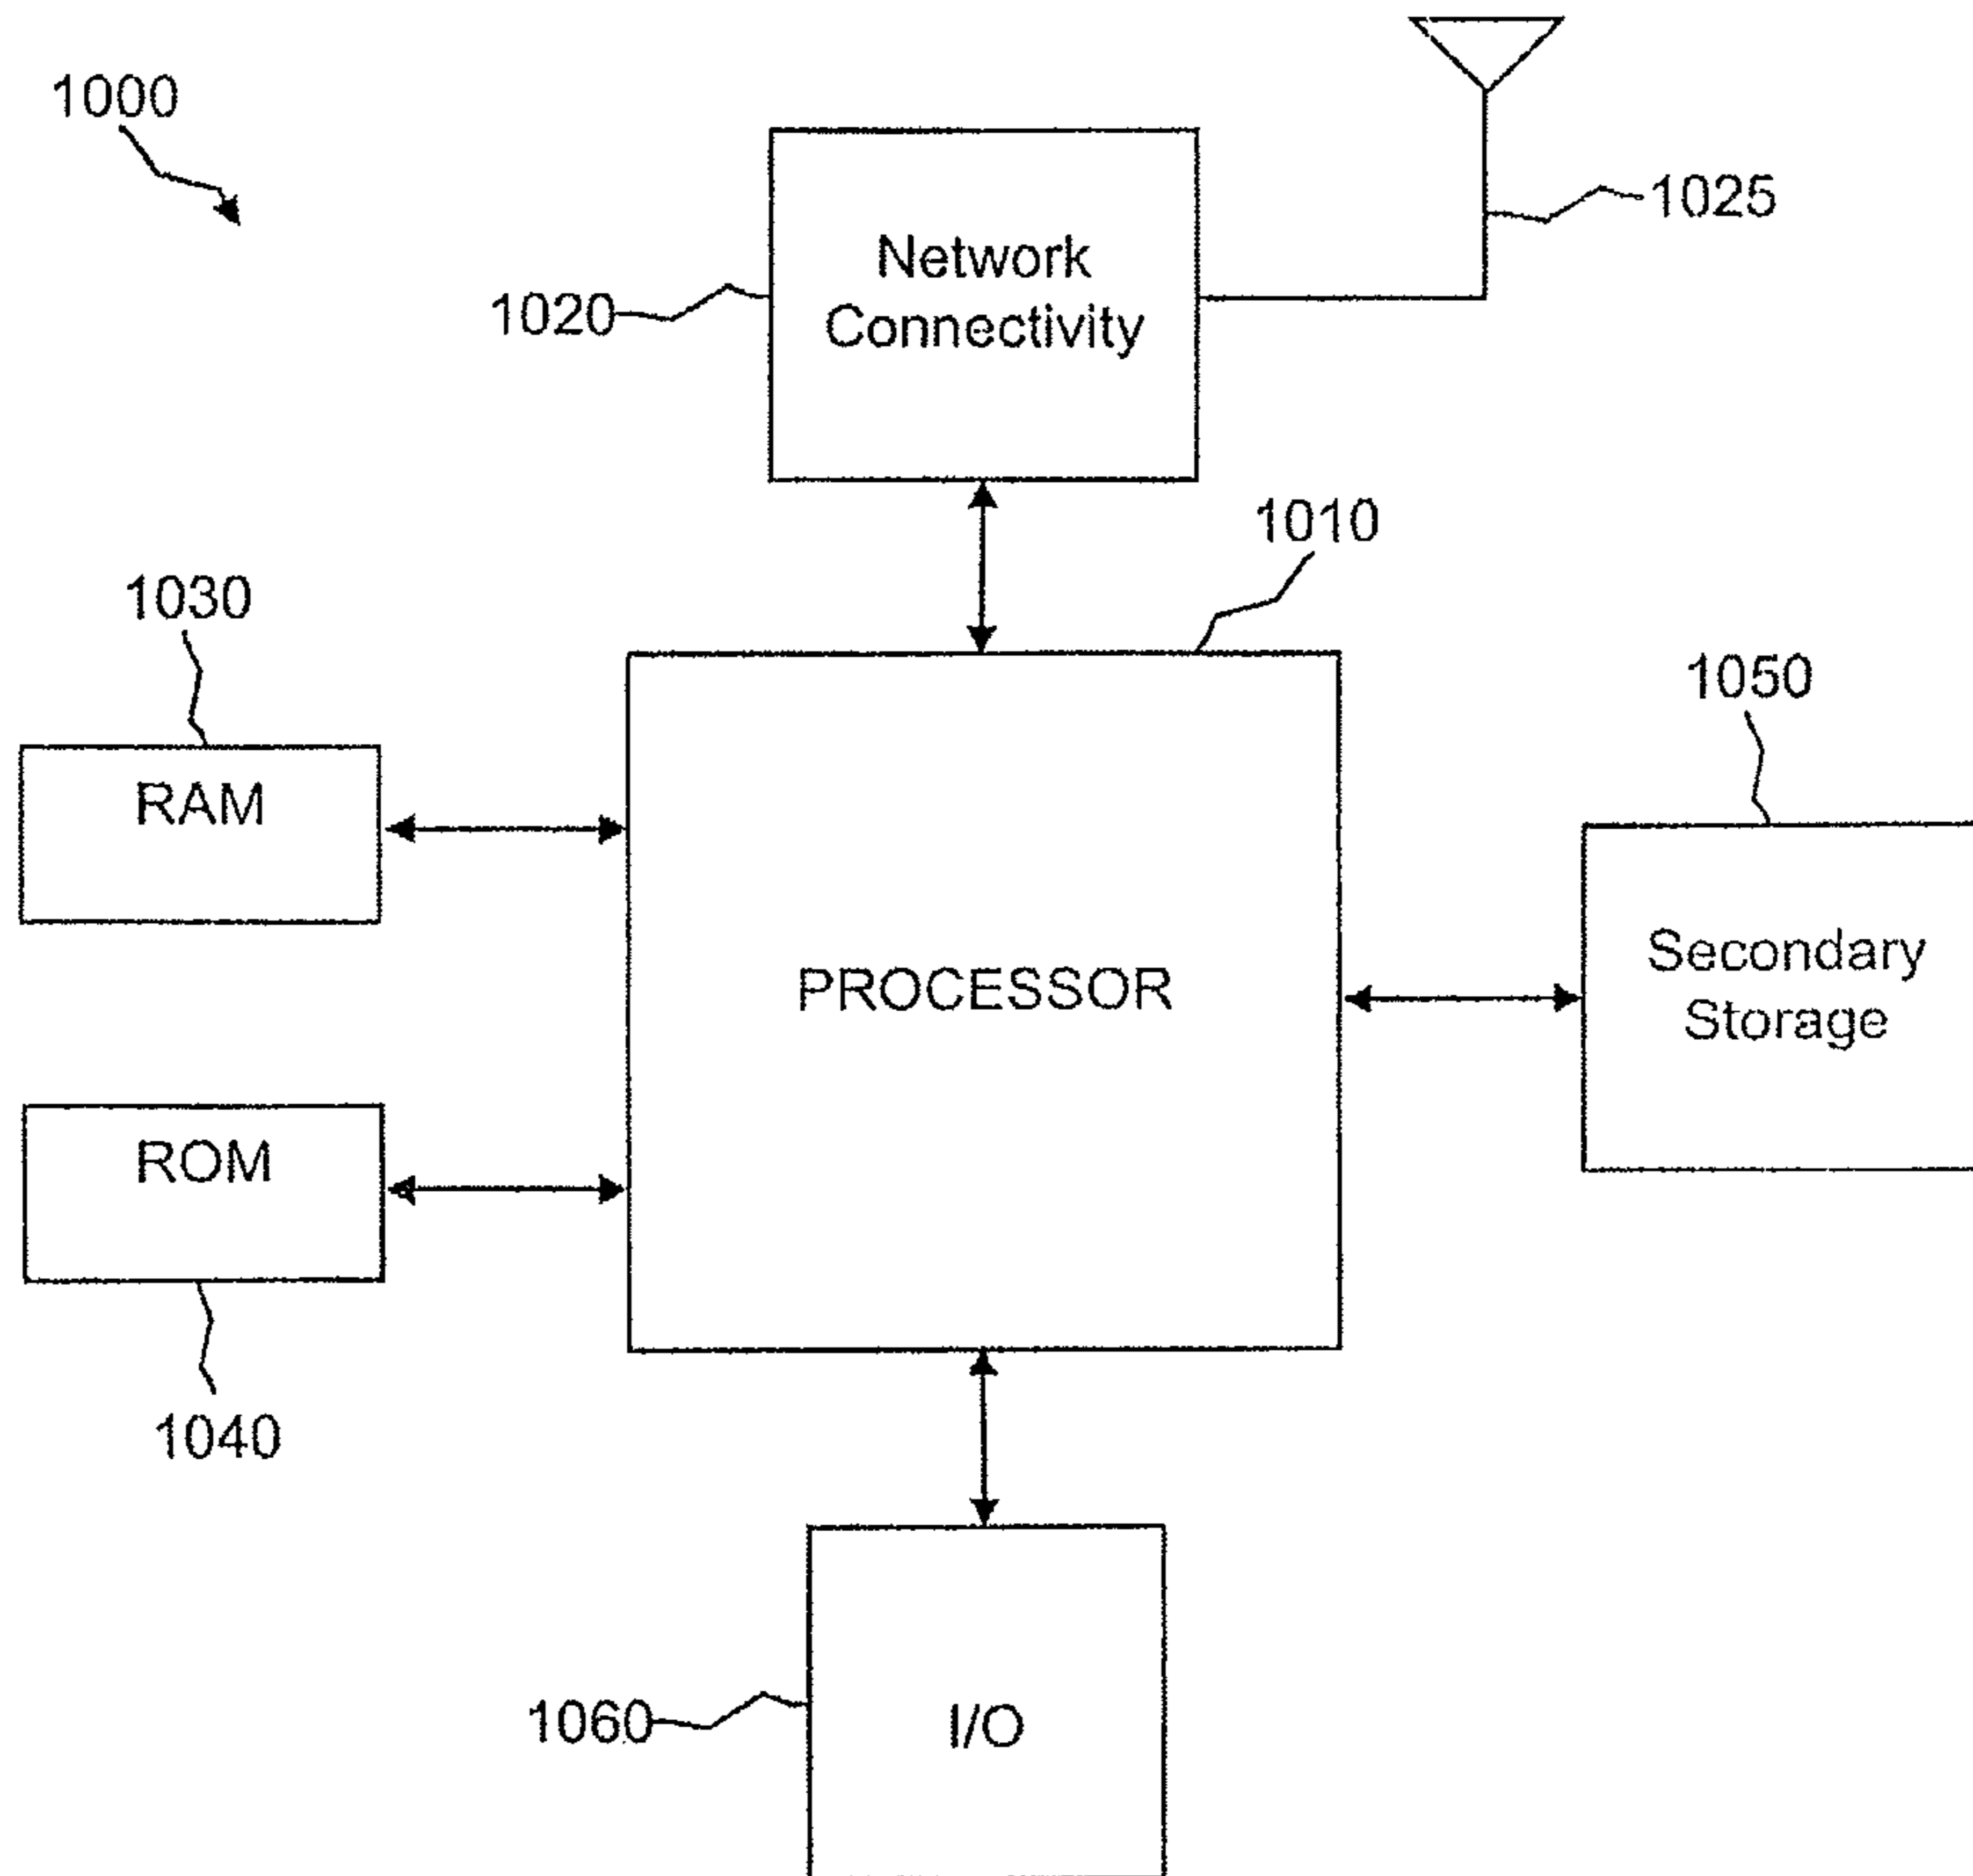 1000
1025
Network
1020
Connectivity
1010
1030
1050
RAM
Secondary
PROCESSOR
Storage
ROM
1040
1060
I/O